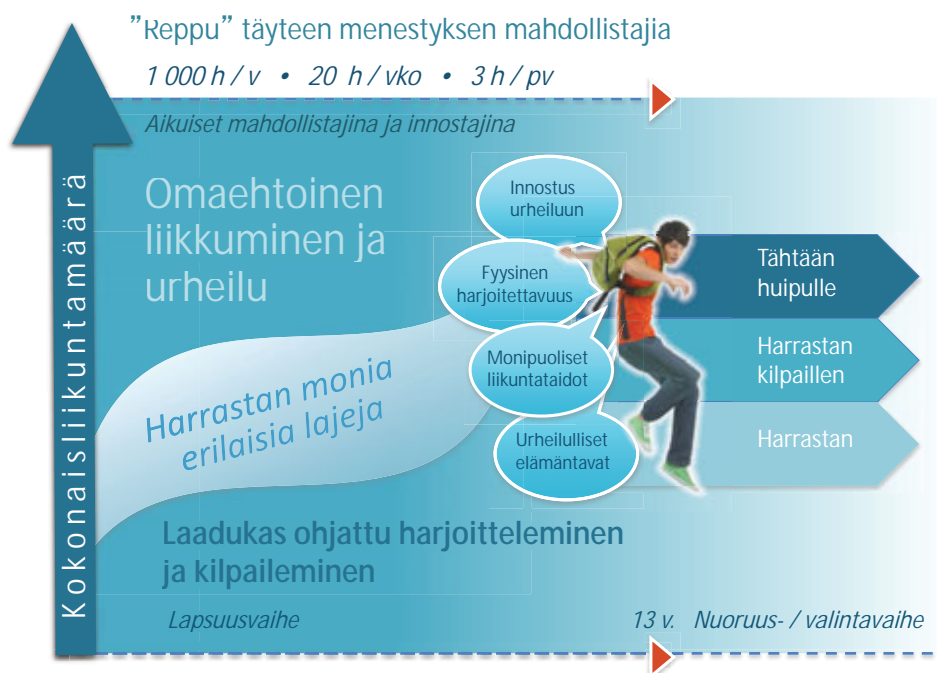 ”Reppu” täyteen menestyksen mahdollistajia
1 000 h / v • 20 h / vko • 3 h / pv
Aikuiset mahdollistajina ja innostajina
Kokonaisliikuntamäärä
Omaehtoinen
liikkuminen ja
urheilu
Innostus
urheiluun
Fyysinen
harjoitettavuus
Monipuoliset
liikuntataidot
Urheilulliset
elämäntavat
Tähtään
huipulle
Harrastan
kilpaillen
Harrastan
Harrastan monia
erilaisia lajeja
Laadukas ohjattu harjoitteleminen
ja kilpaileminen
Lapsuusvaihe
13 v. Nuoruus- / valintavaihe